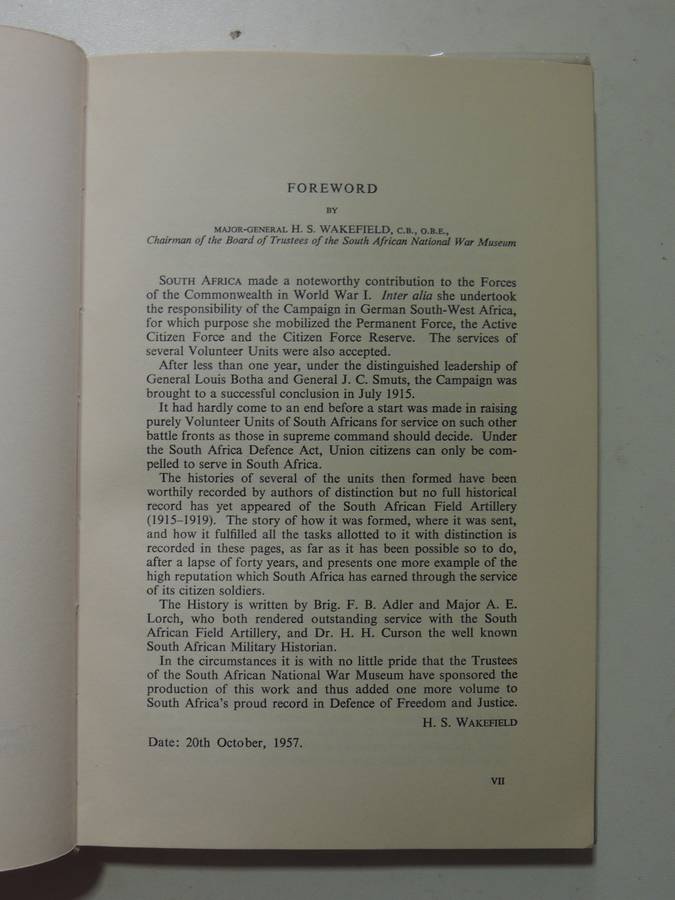 FOREWORD
BY
MAJOR-GENERAL H. S. WAKEFIELD, C.B., O.B.E.,
Chairman of the Board of Trustees of the South African National War Museum
SOUTH AFRICA made a noteworthy contribution to the Forces
of the Commonwealth in World War I. Inter alia she undertook
the responsibility of the Campaign in German South-West Africa,
for which purpose she mobilized the Permanent Force, the Active
Citizen Force and the Citizen Force Reserve. The services of
several Volunteer Units were also accepted.
After less than one year, under the distinguished leadership of
General Louis Botha and General J. C. Smuts, the Campaign was
brought to a successful conclusion in July 1915.
It had hardly come to an end before a start was made in raising
purely Volunteer Units of South Africans for service on such other
battle fronts as those in supreme command should decide. Under
the South Africa Defence Act, Union citizens can only be com-
pelled to serve in South Africa.
The histories of several of the units then formed have been
worthily recorded by authors of distinction but no full historical
record has yet appeared of the South African Field Artillery
(1915–1919). The story of how it was formed, where it was sent,
and how it fulfilled all the tasks allotted to it with distinction is
recorded in these pages, as far as it has been possible so to do,
after a lapse of forty years, and presents one more example of the
high reputation which South Africa has earned through the service
of its citizen soldiers.
The History is written by Brig. F. B. Adler and Major A. E.
Lorch, who both rendered outstanding service with the South
African Field Artillery, and Dr. H. H. Curson the well known
South African Military Historian.
In the circumstances it is with no little pride that the Trustees
of the South African National War Museum have sponsored the
production of this work and thus added one more volume to
South Africa's proud record in Defence of Freedom and Justice.
H. S. WAKEFIELD
Date: 20th October, 1957.
VII